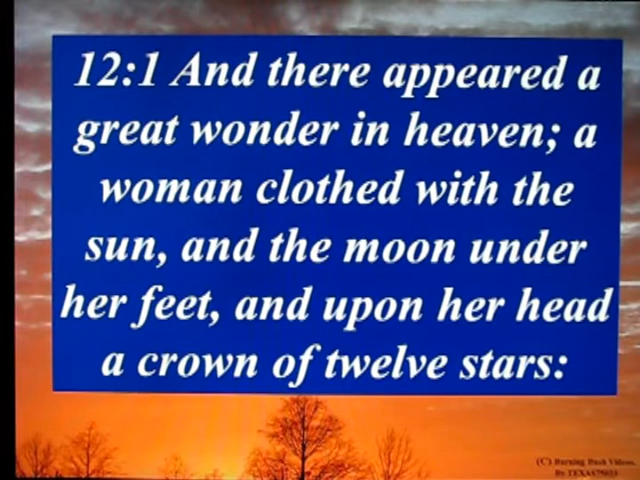 12:1 And there appeared a
great wonder in heaven; a
woman clothed with the
sun, and the moon under
her feet, and upon her head
a crown of twelve stars:
(C) Burning Bush Videos.